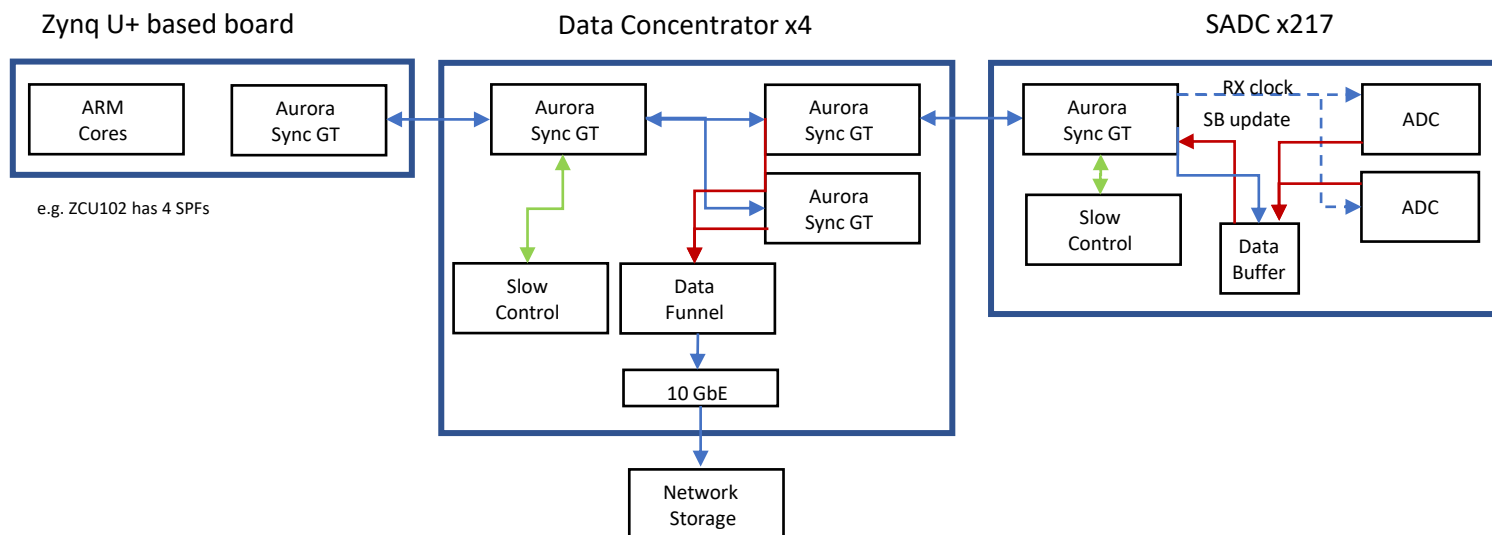 Zynq U+ based board
Data Concentrator x4
SADC x217
ARM
Cores
Aurora
Sync GT
e.g. ZCU102 has 4 SPFs
Aurora
Sync GT
Aurora
Sync GT
Aurora
Sync GT
Slow
Control
Data
Funnel
10 GbE
Network
Storage
Aurora
Sync GT
RX clock
SB update
ADC
ADC
Slow
Control
Data
Buffer